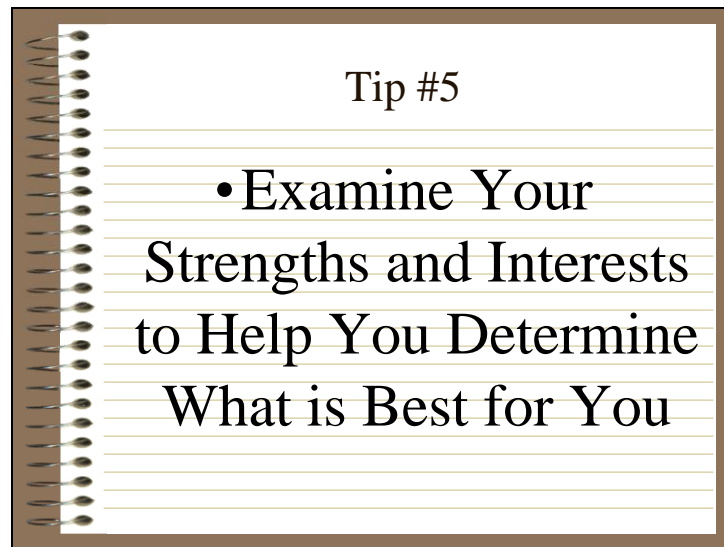 Tip #5
•Examine Your
Strengths and Interests
to Help You Determine
What is Best for You